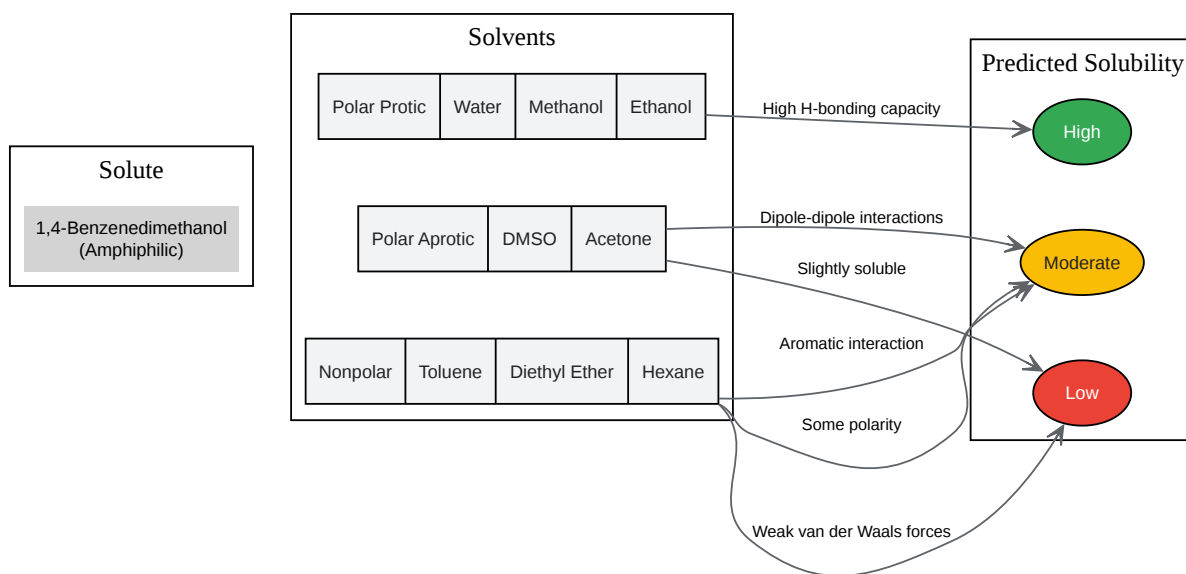 Solute
1,4-Benzenedimethanol
(Amphiphilic)
Solvents
Polar Protic
Water
Methanol
Ethanol
Polar Aprotic
DMSO
Acetone
Nonpolar
Toluene
Diethyl Ether
Hexane
High H-bonding capacity
Dipole-dipole interactions
Slightly soluble
Aromatic interaction
Some polarity
Weak van der Waals forces
Predicted Solubility
High
Moderate
Low